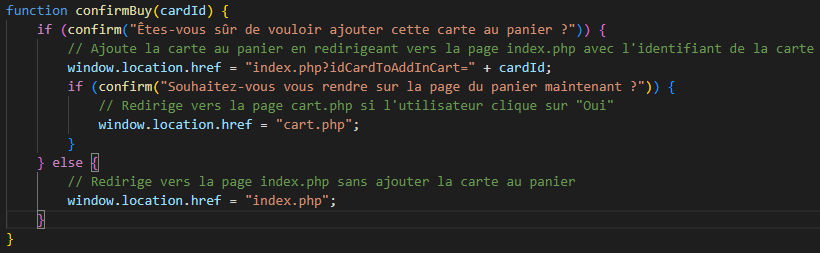 function confirmBuy(cardId) {
    if (confirm("Êtes-vous sûr de vouloir ajouter cette carte au panier ?")) {
        // Ajoute la carte au panier en redirigeant vers la page index.php avec l'identifiant de la carte
        window.location.href = "index.php?idCardToAddInCart=" + cardId;
        if (confirm("Souhaitez-vous vous rendre sur la page du panier maintenant ?")) {
            // Redirige vers la page cart.php si l'utilisateur clique sur "Oui"
            window.location.href = "cart.php";
        }
    } else {
        // Redirige vers la page index.php sans ajouter la carte au panier
        window.location.href = "index.php";
    }
}